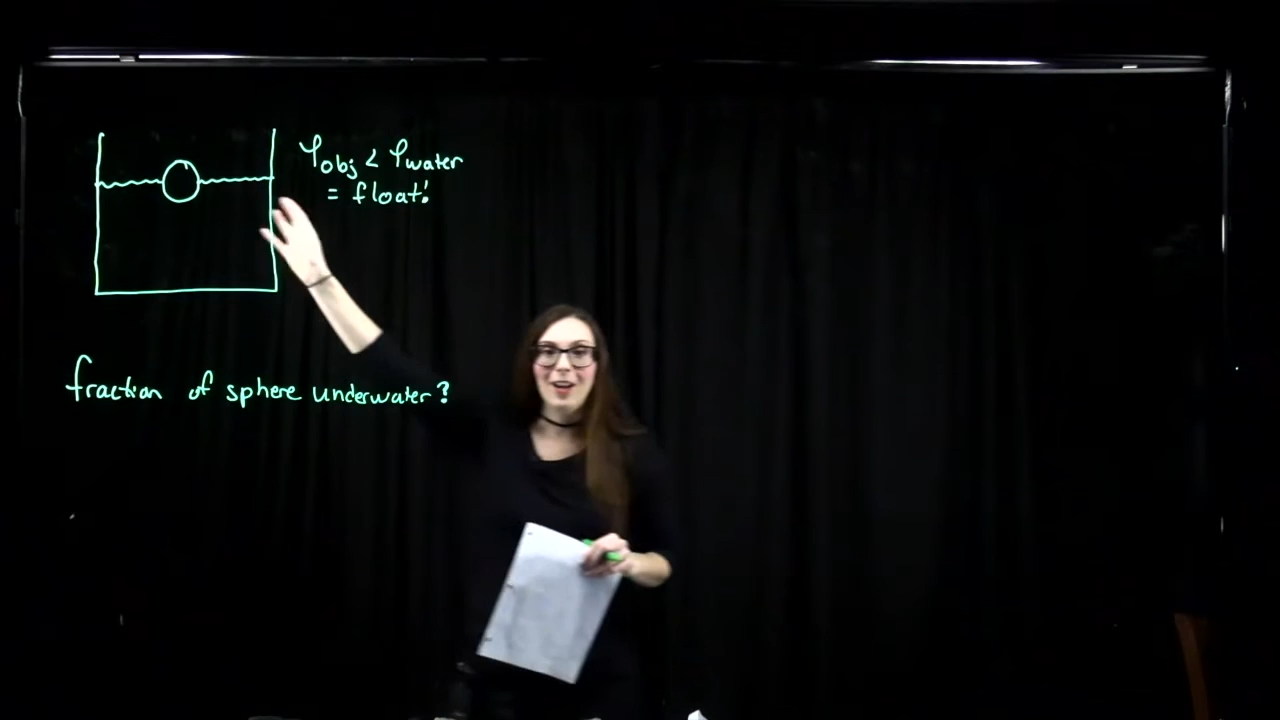 ρobj < ρwater
= float!
fraction of sphere underwater?